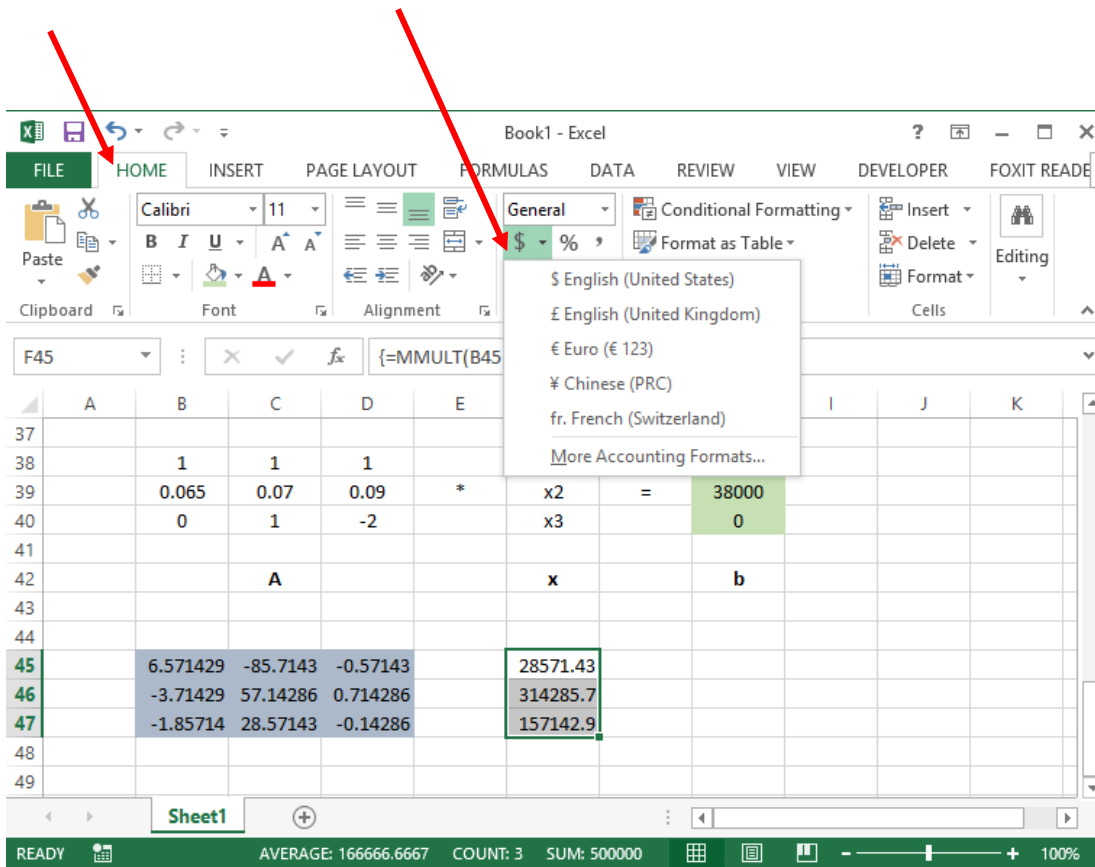 Book1 - Excel
?
FILE HOME INSERT PAGE LAYOUT FORMULAS DATA REVIEW VIEW DEVELOPER FOXIT READE
Calibri 11 General Conditional Formatting Insert
Paste B I U A A $ % , Format as Table Delete Editing
A Format
Clipboard Font Alignment Cells
F45 fx {=MMULT(B45
$ English (United States)
£ English (United Kingdom)
€ Euro (€ 123)
¥ Chinese (PRC)
fr. French (Switzerland)
More Accounting Formats...
A B C D E I J K
37
38 1 1 1
39 0.065 0.07 0.09 * x2 = 38000
40 0 1 -2 x3 0
41
42 A x b
43
44
45 6.571429 -85.7143 -0.57143 28571.43
46 -3.71429 57.14286 0.714286 314285.7
47 -1.85714 28.57143 -0.14286 157142.9
48
49
Sheet1
READY AVERAGE: 166666.6667 COUNT: 3 SUM: 500000 - + 100%